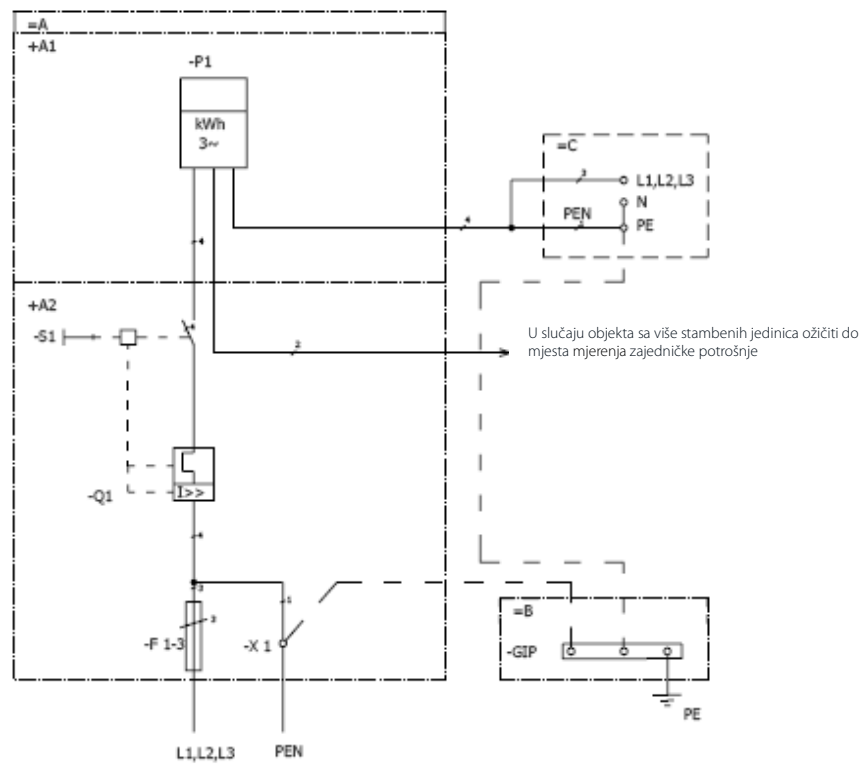 =A
+A1
-P1
kWh
3~
=C
3
L1,L2,L3
N
4
PEN
PE
4
+A2
-S1
2
U slučaju objekta sa više stambenih jedinica ožičiti do
mjesta mjerenja zajedničke potrošnje
-Q1
I>>
4
3
1
=B
3
-F 1-3
-X 1
-GIP
PE
L1,L2,L3
PEN